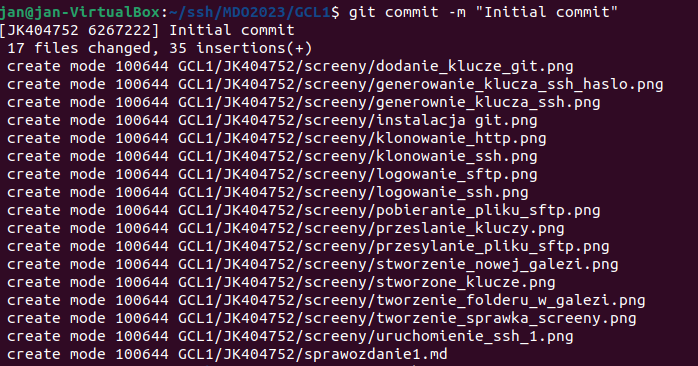 jan@jan-VirtualBox:~/ssh/MDO2023/GCL1$ git commit -m "Initial commit"
[JK404752 6267222] Initial commit
 17 files changed, 35 insertions(+)
 create mode 100644 GCL1/JK404752/screeny/dodanie_klucze_git.png
 create mode 100644 GCL1/JK404752/screeny/generowanie_klucza_ssh_haslo.png
 create mode 100644 GCL1/JK404752/screeny/generownie_klucza_ssh.png
 create mode 100644 GCL1/JK404752/screeny/instalacja_git.png
 create mode 100644 GCL1/JK404752/screeny/klonowanie_http.png
 create mode 100644 GCL1/JK404752/screeny/klonowanie_ssh.png
 create mode 100644 GCL1/JK404752/screeny/logowanie_sftp.png
 create mode 100644 GCL1/JK404752/screeny/logowanie_ssh.png
 create mode 100644 GCL1/JK404752/screeny/pobieranie_pliku_sftp.png
 create mode 100644 GCL1/JK404752/screeny/przeslanie_kluczy.png
 create mode 100644 GCL1/JK404752/screeny/przesylanie_pliku_sftp.png
 create mode 100644 GCL1/JK404752/screeny/stworzenie_nowej_galezi.png
 create mode 100644 GCL1/JK404752/screeny/stworzone_klucze.png
 create mode 100644 GCL1/JK404752/screeny/tworzenie_folderu_w_galezi.png
 create mode 100644 GCL1/JK404752/screeny/tworzenie_sprawka_screeny.png
 create mode 100644 GCL1/JK404752/screeny/uruchomienie_ssh_1.png
 create mode 100644 GCL1/JK404752/sprawozdanie1.md